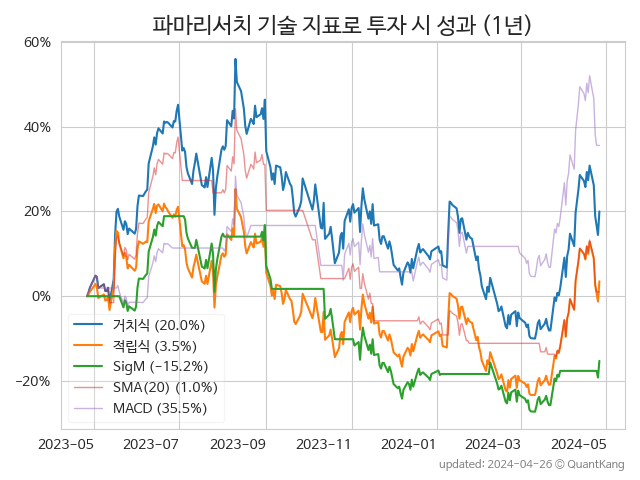 파마리서치 기술 지표로 투자 시 성과 (1년)
60%
40%
20%
0%
−20%
거치식 (20.0%)
적립식 (3.5%)
SigM (−15.2%)
SMA(20) (1.0%)
MACD (35.5%)
2023-05 2023-07 2023-09 2023-11 2024-01 2024-03 2024-05
updated: 2024-04-26 © QuantKang